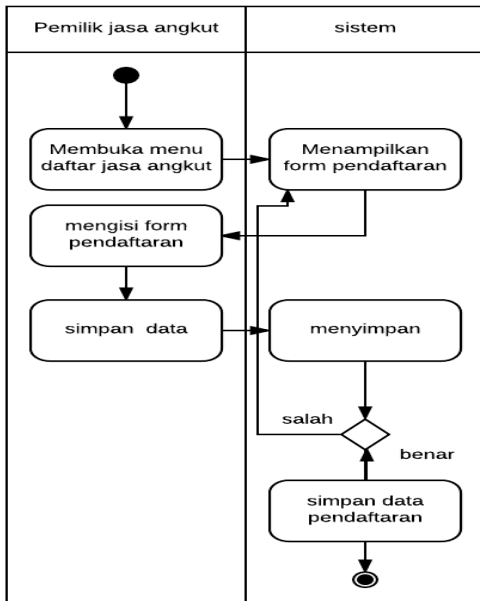 Pemilik jasa angkut
sistem
Membuka menu
daftar jasa angkut
Menampilkan
form pendaftaran
mengisi form
pendaftaran
simpan data
menyimpan
salah
benar
simpan data
pendaftaran